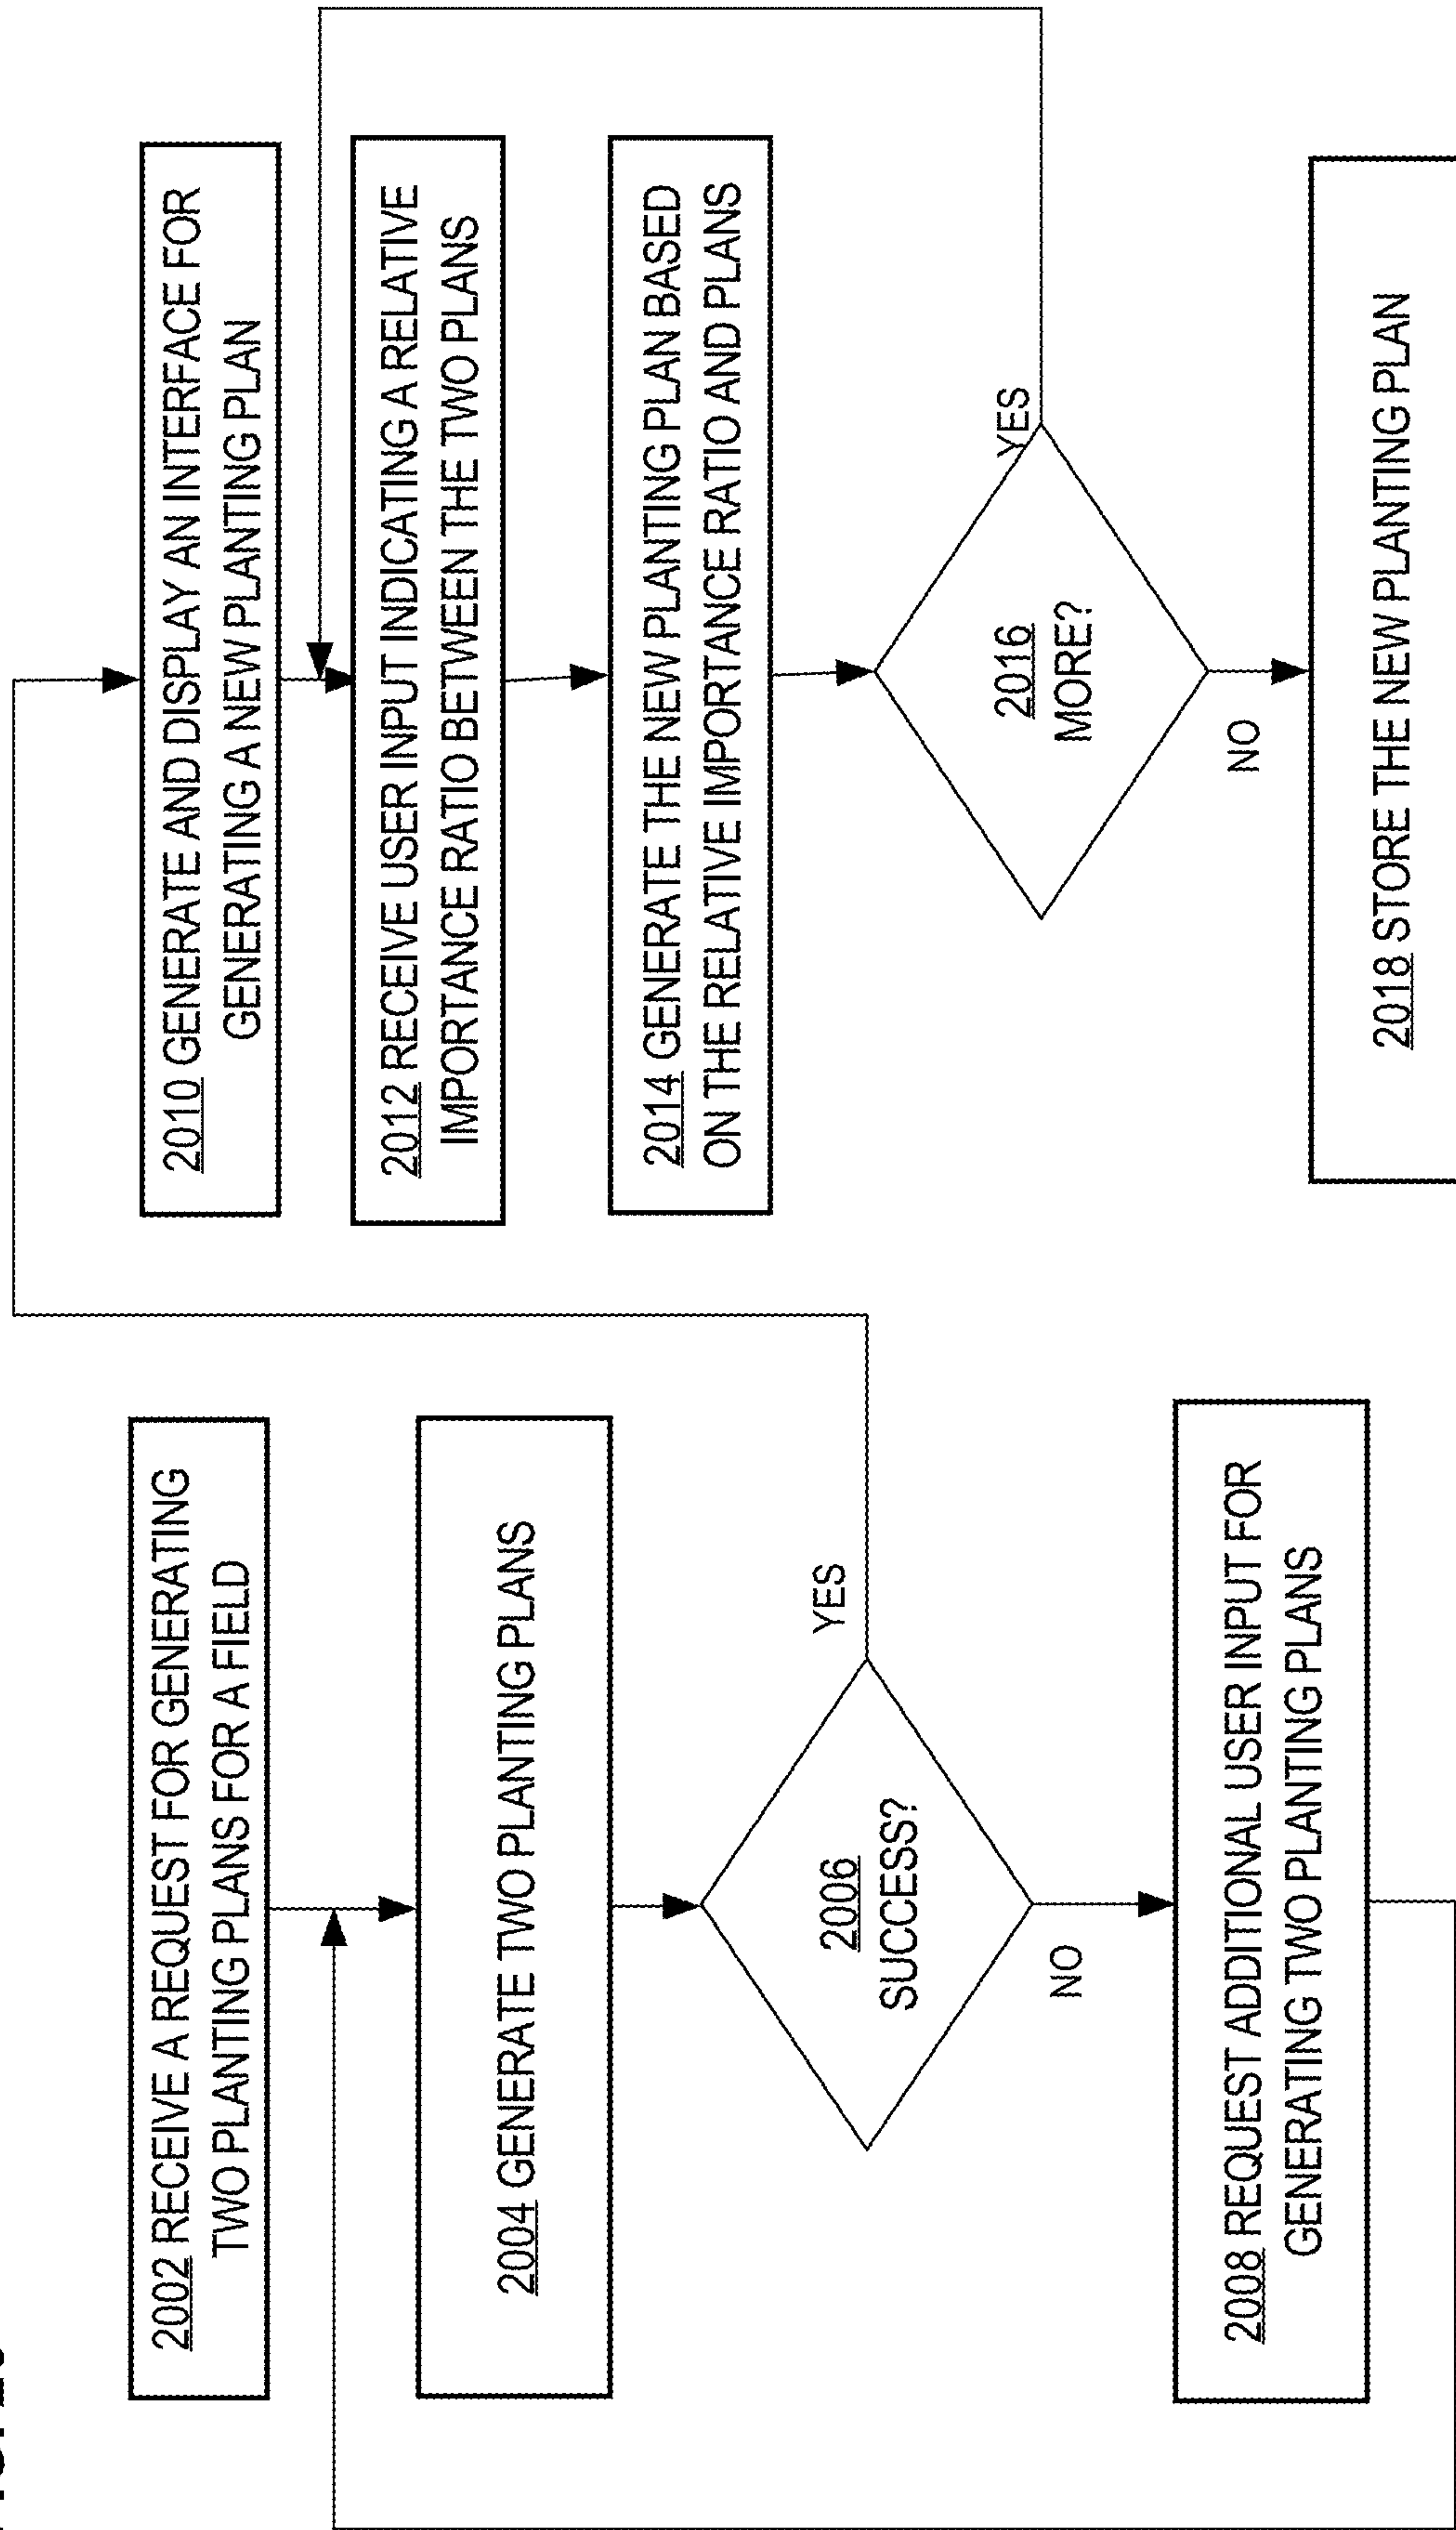 2002 RECEIVE A REQUEST FOR GENERATING
TWO PLANTING PLANS FOR A FIELD
2004 GENERATE TWO PLANTING PLANS
2006
SUCCESS?
YES
NO
2008 REQUEST ADDITIONAL USER INPUT FOR
GENERATING TWO PLANTING PLANS
2010 GENERATE AND DISPLAY AN INTERFACE FOR
GENERATING A NEW PLANTING PLAN
2012 RECEIVE USER INPUT INDICATING A RELATIVE
IMPORTANCE RATIO BETWEEN THE TWO PLANS
2014 GENERATE THE NEW PLANTING PLAN BASED
ON THE RELATIVE IMPORTANCE RATIO AND PLANS
2016
MORE?
YES
NO
2018 STORE THE NEW PLANTING PLAN